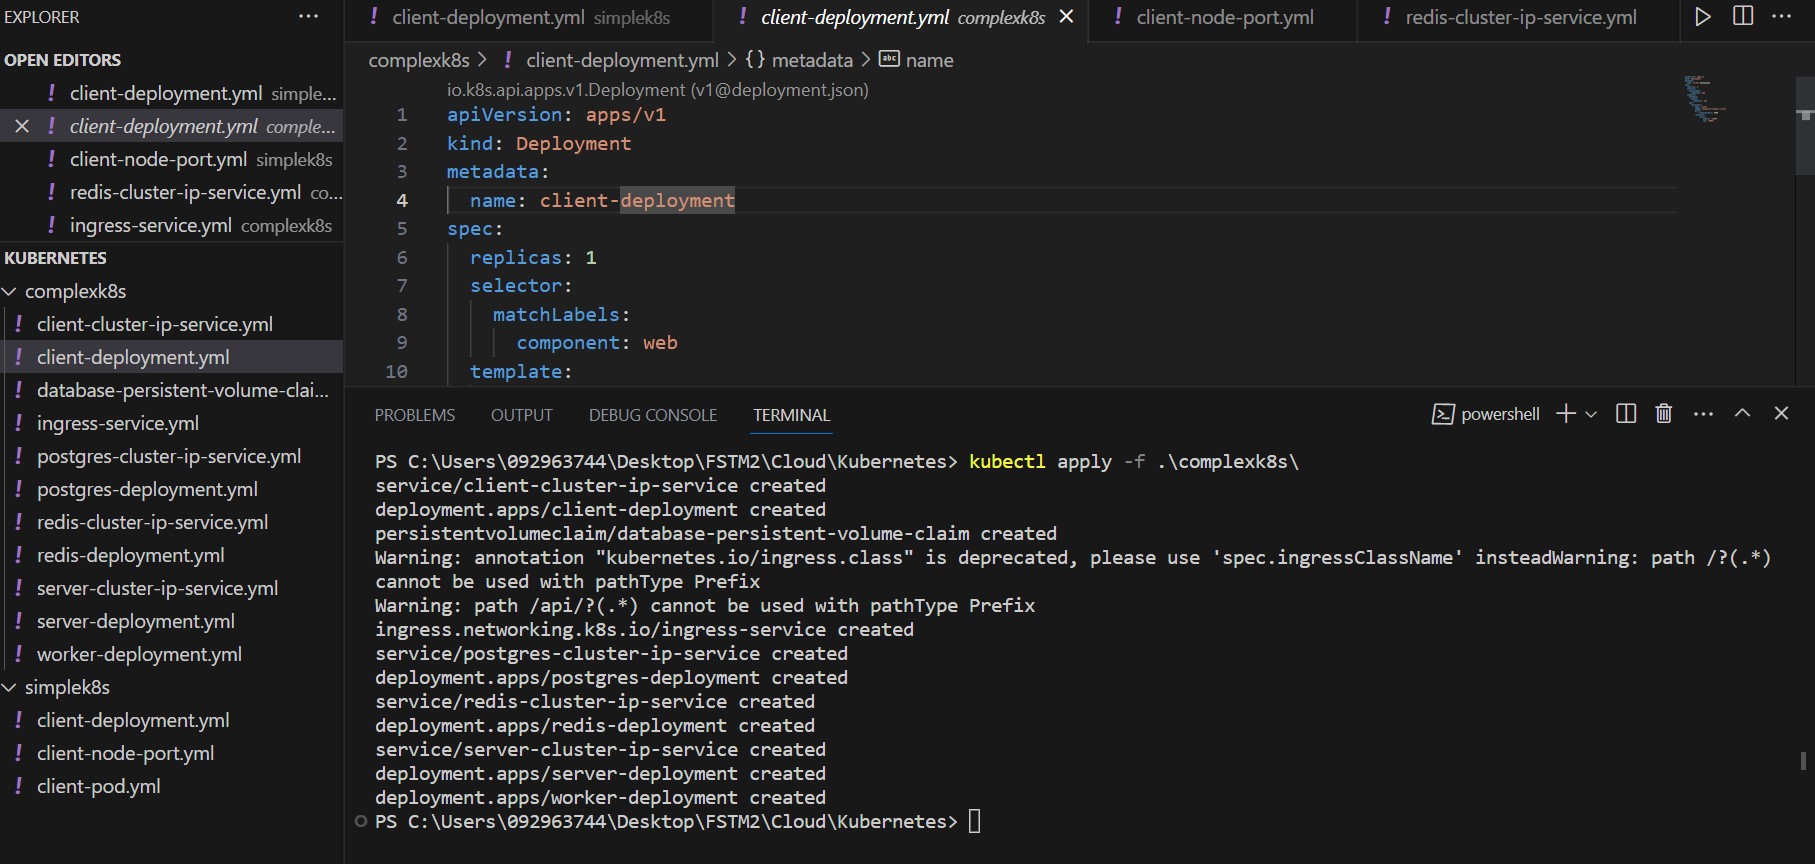 EXPLORER
OPEN EDITORS
client-deployment.yml simple...
client-deployment.yml comple...
client-node-port.yml simplek8s
redis-cluster-ip-service.yml co...
ingress-service.yml complexk8s
KUBERNETES
complexk8s
client-cluster-ip-service.yml
client-deployment.yml
database-persistent-volume-clai...
ingress-service.yml
postgres-cluster-ip-service.yml
postgres-deployment.yml
redis-cluster-ip-service.yml
redis-deployment.yml
server-cluster-ip-service.yml
server-deployment.yml
worker-deployment.yml
simplek8s
client-deployment.yml
client-node-port.yml
client-pod.yml
! client-deployment.yml simplek8s ! client-deployment.yml complexk8s ! client-node-port.yml ! redis-cluster-ip-service.yml
complexk8s > ! client-deployment.yml > {} metadata > abc name
io.k8s.api.apps.v1.Deployment (v1@deployment.json)
1 apiVersion: apps/v1
2 kind: Deployment
3 metadata:
4 name: client-deployment
5 spec:
6 replicas: 1
7 selector:
8 matchLabels:
9 component: web
10 template:
PROBLEMS OUTPUT DEBUG CONSOLE TERMINAL powershell
PS C:\Users\092963744\Desktop\FSTM2\Cloud\Kubernetes> kubectl apply -f .\complexk8s\
service/client-cluster-ip-service created
deployment.apps/client-deployment created
persistentvolumeclaim/database-persistent-volume-claim created
Warning: annotation "kubernetes.io/ingress.class" is deprecated, please use 'spec.ingressClassName' insteadWarning: path /?(.*)
cannot be used with pathType Prefix
Warning: path /api/?(.*) cannot be used with pathType Prefix
ingress.networking.k8s.io/ingress-service created
service/postgres-cluster-ip-service created
deployment.apps/postgres-deployment created
service/redis-cluster-ip-service created
deployment.apps/redis-deployment created
service/server-cluster-ip-service created
deployment.apps/server-deployment created
deployment.apps/worker-deployment created
PS C:\Users\092963744\Desktop\FSTM2\Cloud\Kubernetes>